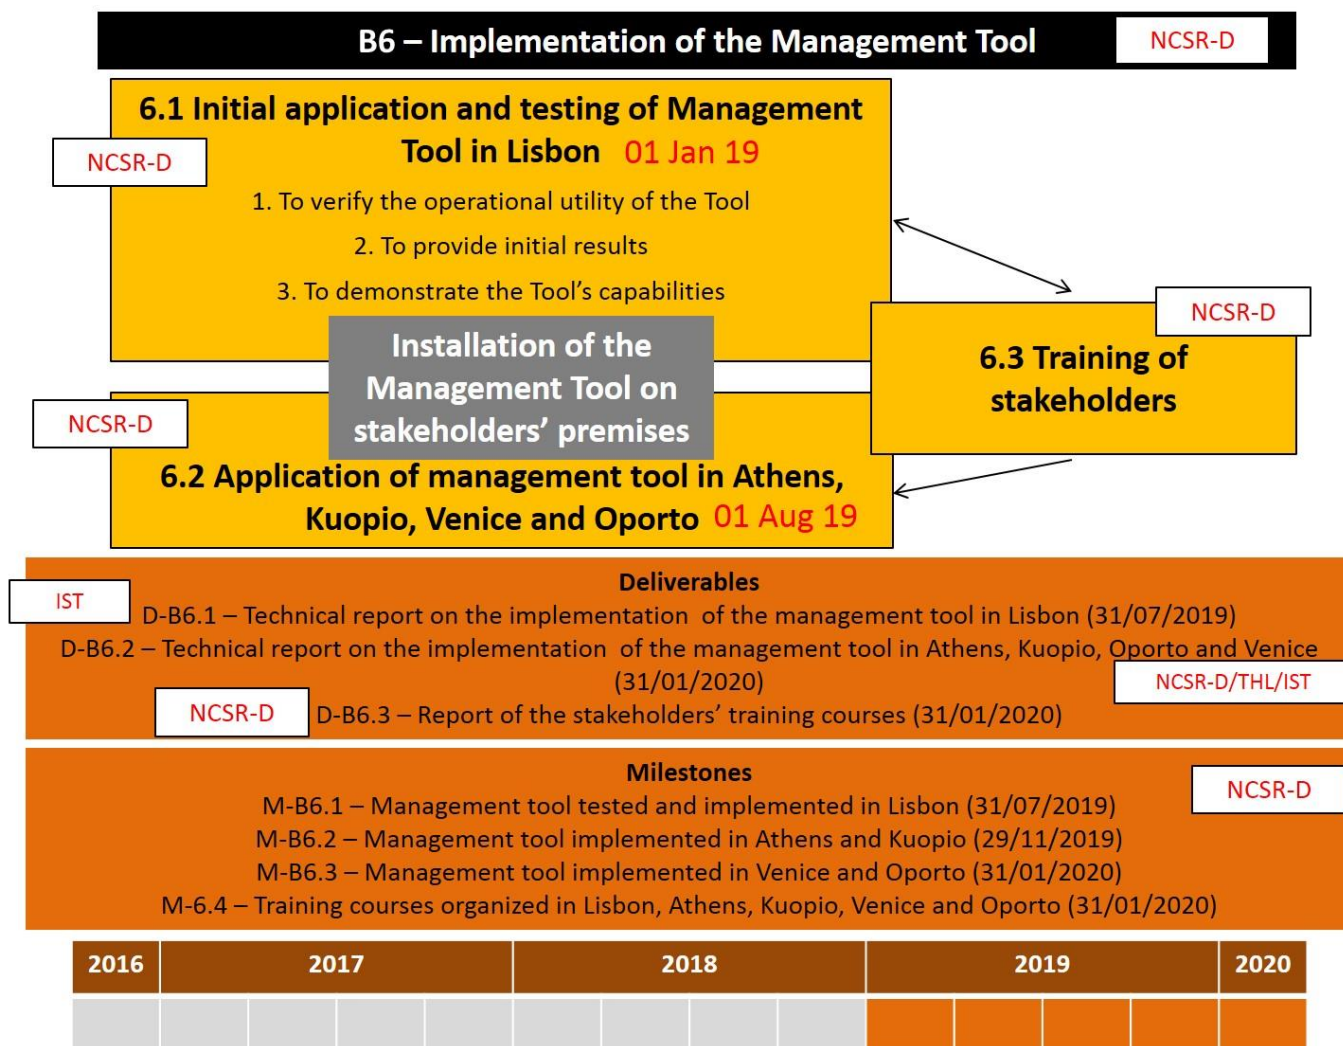 B6 – Implementation of the Management Tool
NCSR-D
6.1 Initial application and testing of Management
Tool in Lisbon 01 Jan 19
NCSR-D
1. To verify the operational utility of the Tool
2. To provide initial results
3. To demonstrate the Tool's capabilities
Installation of the
Management Tool on
stakeholders' premises
NCSR-D
6.3 Training of
stakeholders
NCSR-D
6.2 Application of management tool in Athens,
Kuopio, Venice and Oporto 01 Aug 19
Deliverables
IST
D-B6.1 – Technical report on the implementation of the management tool in Lisbon (31/07/2019)
D-B6.2 – Technical report on the implementation of the management tool in Athens, Kuopio, Oporto and Venice
(31/01/2020)
NCSR-D/THL/IST
NCSR-D
D-B6.3 – Report of the stakeholders' training courses (31/01/2020)
Milestones
NCSR-D
M-B6.1 – Management tool tested and implemented in Lisbon (31/07/2019)
M-B6.2 – Management tool implemented in Athens and Kuopio (29/11/2019)
M-B6.3 – Management tool implemented in Venice and Oporto (31/01/2020)
M-6.4 – Training courses organized in Lisbon, Athens, Kuopio, Venice and Oporto (31/01/2020)
2016 2017 2018 2019 2020